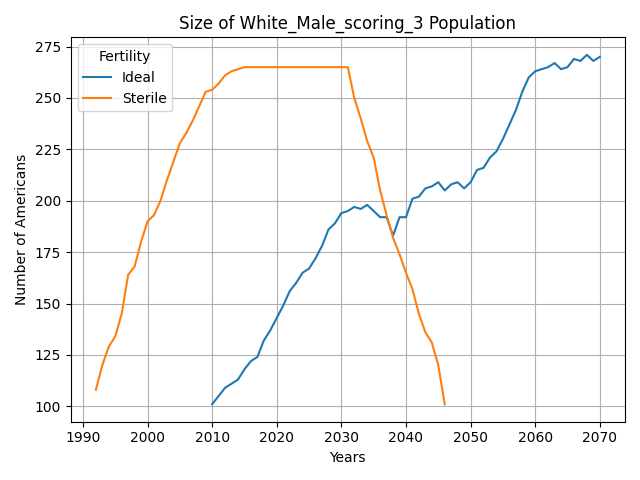 Size of White_Male_scoring_3 Population
Fertility
Ideal
Sterile
Number of Americans
275
250
225
200
175
150
125
100
1990 2000 2010 2020 2030 2040 2050 2060 2070
Years